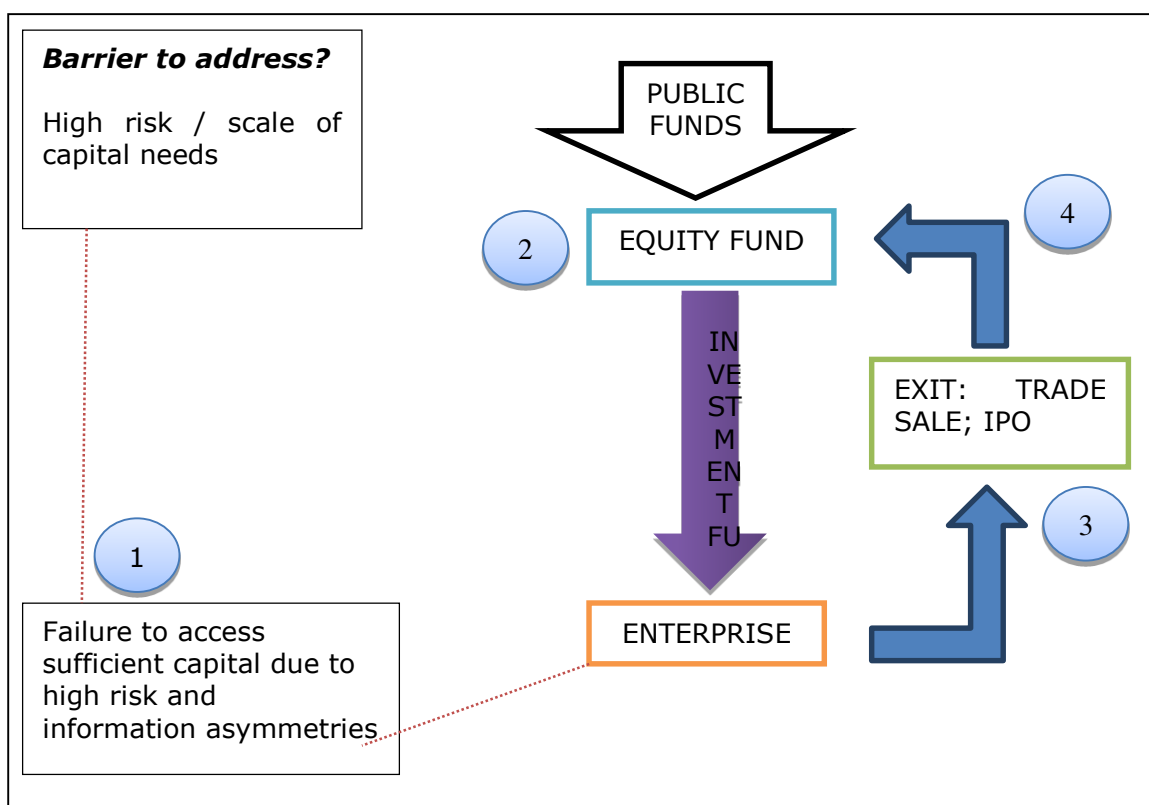 Barrier to address?
High risk / scale of
capital needs
PUBLIC
FUNDS
2
EQUITY FUND
4
IN
VE
ST
M
EN
T
FU
EXIT: TRADE
SALE; IPO
3
1
Failure to access
sufficient capital due to
high risk and
information asymmetries
ENTERPRISE